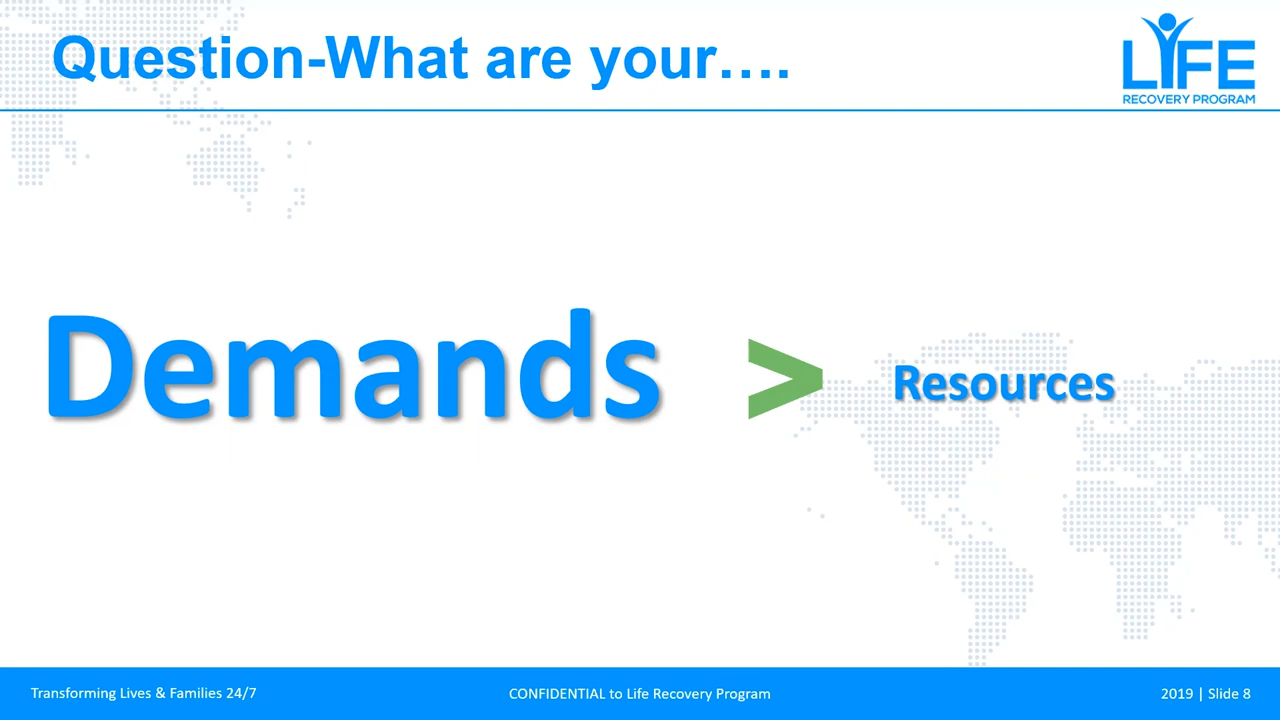 Question-What are your....
LIFE
RECOVERY PROGRAM
Demands > Resources
Transforming Lives & Families 24/7
CONFIDENTIAL to Life Recovery Program
2019 | Slide 8